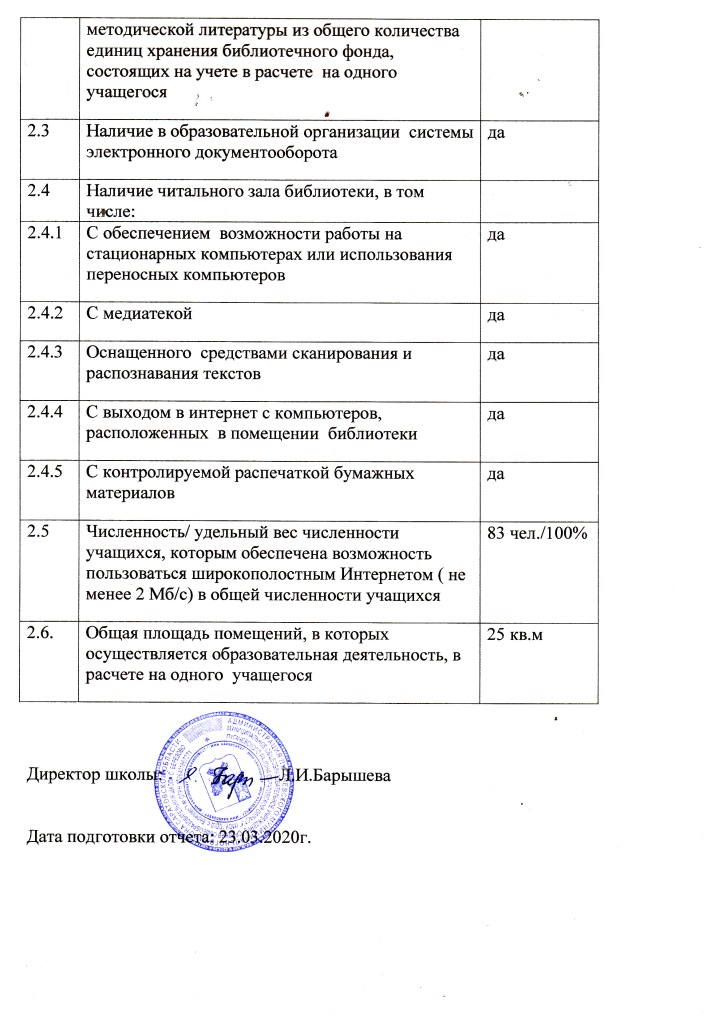 методической литературы из общего количества
единиц хранения библиотечного фонда,
состоящих на учете в расчете на одного
учащегося
2.3 Наличие в образовательной организации системы да
электронного документооборота
2.4 Наличие читального зала библиотеки, в том
числе:
2.4.1 С обеспечением возможности работы на да
стационарных компьютерах или использования
переносных компьютеров
2.4.2 С медиатекой да
2.4.3 Оснащенного средствами сканирования и да
распознавания текстов
2.4.4 С выходом в интернет с компьютеров, да
расположенных в помещении библиотеки
2.4.5 С контролируемой распечаткой бумажных да
материалов
2.5 Численность/ удельный вес численности 83 чел./100%
учащихся, которым обеспечена возможность
пользоваться широкополостным Интернетом ( не
менее 2 Мб/с) в общей численности учащихся
2.6. Общая площадь помещений, в которых 25 кв.м
осуществляется образовательная деятельность, в
расчете на одного учащегося
Директор школы: Л.И.Барышева
Дата подготовки отчета: 23.03.2020г.